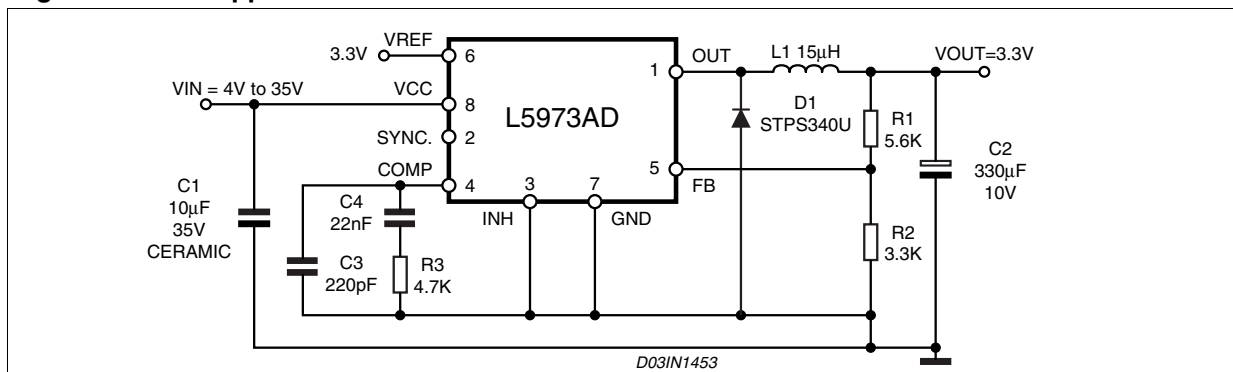 VREF
3.3V
6
VIN = 4V to 35V
VCC
8
SYNC.
2
COMP
4
L5973AD
3
7
INH
GND
1
OUT
5
FB
L1 15µH
VOUT=3.3V
D1
STPS340U
R1
5.6K
C2
330µF
10V
R2
3.3K
C1
10µF
35V
CERAMIC
C4
22nF
C3
220pF
R3
4.7K
D03IN1453